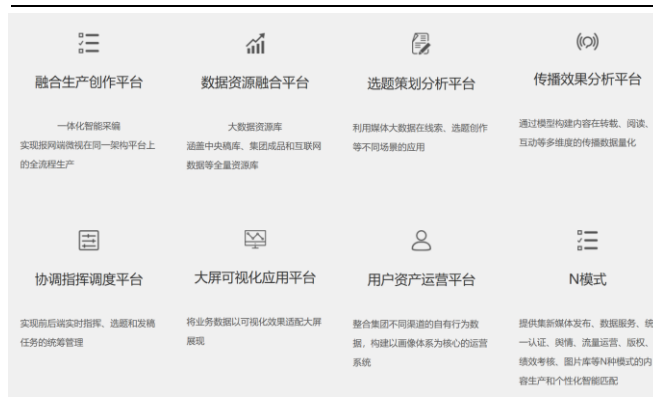 融合生产创作平台
一体化智能采编
实现报网端微视在同一架构平台上
的全流程生产
数据资源融合平台
大数据资源库
涵盖中央稿库、集团成品和互联网
数据等全量资源库
选题策划分析平台
利用媒体大数据在线索、选题创作
等不同场景的应用
传播效果分析平台
通过模型构建内容在转载、阅读、
互动等多维度的传播数据量化
协调指挥调度平台
实现前后端实时指挥、选题和发稿
任务的统筹管理
大屏可视化应用平台
将业务数据以可视化效果适配大屏
展现
用户资产运营平台
整合集团不同渠道的自有行为数
据，构建以画像体系为核心的运营
系统
N模式
提供集新媒体发布、数据服务、统
一认证、舆情、流量运营、版权、
绩效考核、图片库等N种模式的内
容生产和个性化智能匹配